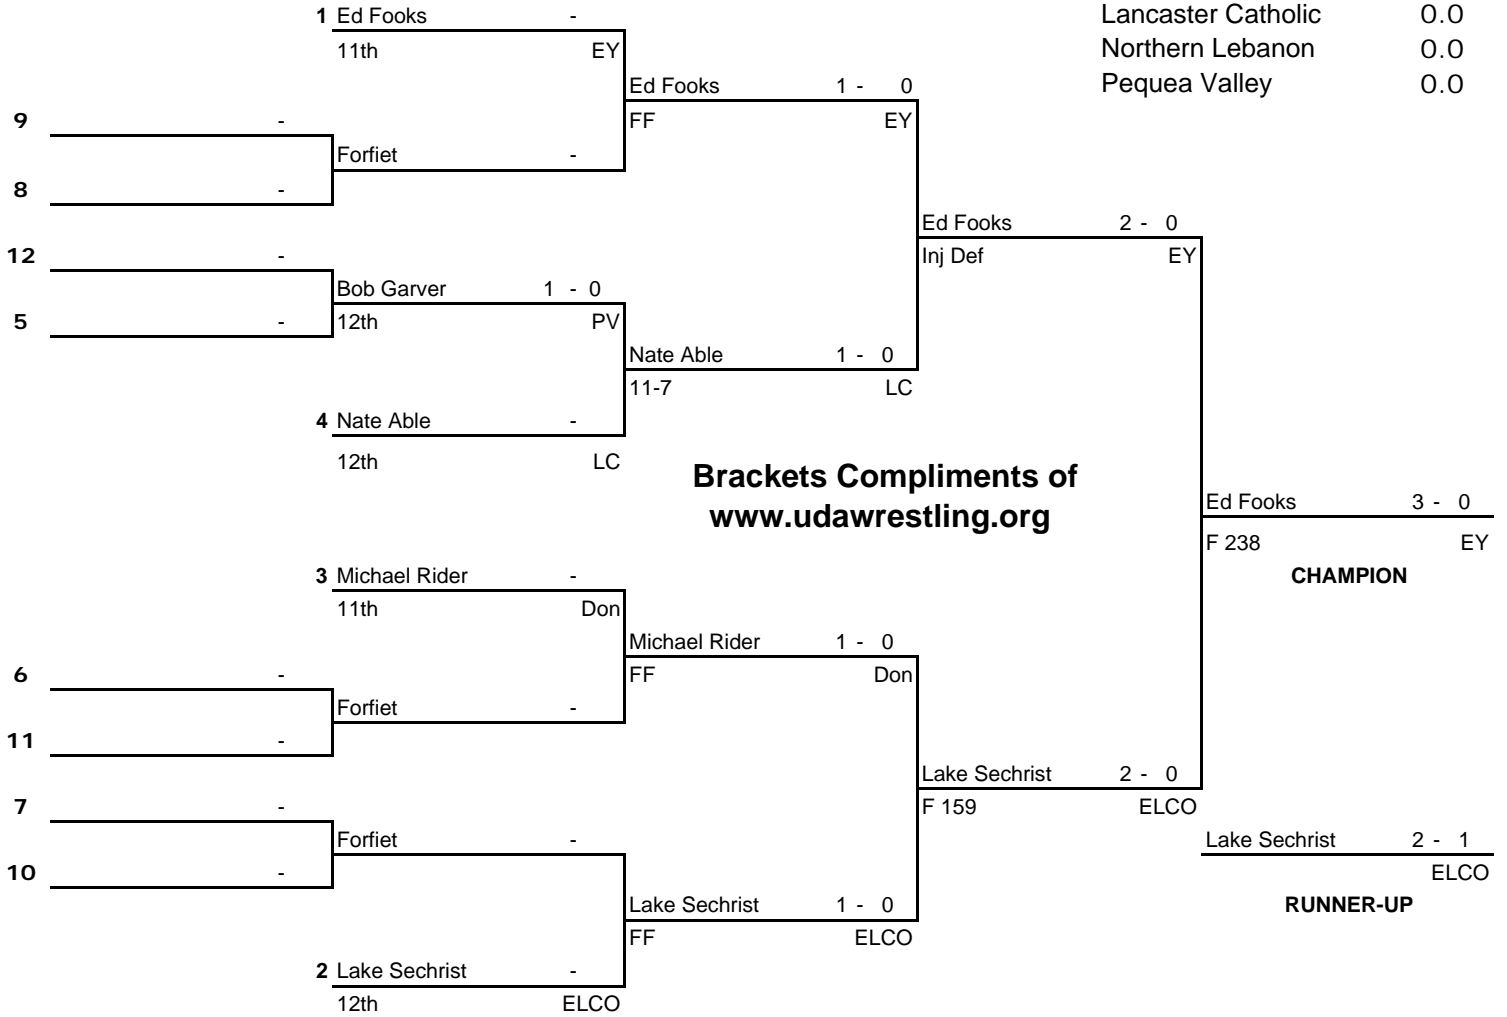 1 Ed Fooks -
11th EY
Lancaster Catholic 0.0
Northern Lebanon 0.0
Pequea Valley 0.0
Ed Fooks 1 - 0
FF EY
9 -
Forfiet -
8 -
Ed Fooks 2 - 0
Inj Def EY
12 -
Bob Garver 1 - 0
12th PV
5 -
Nate Able 1 - 0
11-7 LC
4 Nate Able -
12th LC
Brackets Compliments of
www.udawrestling.org
Ed Fooks 3 - 0
F 238 EY
CHAMPION
3 Michael Rider -
11th Don
Michael Rider 1 - 0
FF Don
6 -
Forfiet -
11 -
Lake Sechrist 2 - 0
F 159 ELCO
7 -
Forfiet -
10 -
Lake Sechrist 2 - 1
ELCO
RUNNER-UP
Lake Sechrist 1 - 0
FF ELCO
2 Lake Sechrist -
12th ELCO